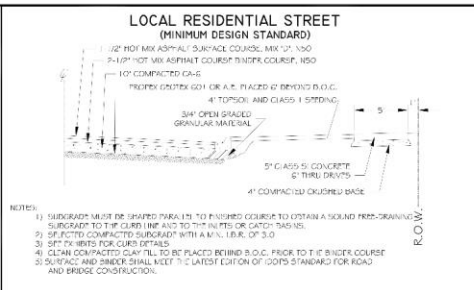 LOCAL RESIDENTIAL STREET
(MINIMUM DESIGN STANDARD)
1/2" HOT MIX ASPHALT SURFACE COURSE, MIX "D", N50
2-1/2" HOT MIX ASPHALT COURSE BINDER COURSE, N50
10" COMPACTED CA-6
PROPEX GEOTEX 601 OR A.E. PLACED 6' BEYOND B.O.C.
4" TOPSOIL AND CLASS 1 SEEDING
3/4" OPEN GRADED
GRANULAR MATERIAL
5
5" CLASS SI CONCRETE
6" THRU DRIVES
4" COMPACTED CRUSHED BASE
R.O.W.
NOTES:
1) SUBGRADE MUST BE SHAPED PARALLEL TO FINISHED COURSE TO OBTAIN A SOUND FREE-DRAINING
SUBGRADE TO THE CURB LINE AND TO THE INLETS OR CATCH BASINS.
2) SELECTED COMPACTED SUBGRADE WITH A MIN. I.B.R. OF 3.0
3) SEE EXHIBITS FOR CURB DETAILS
4) CLEAN COMPACTED CLAY FILL TO BE PLACED BEHIND B.O.C. PRIOR TO THE BINDER COURSE
5) SURFACE AND BINDER SHALL MEET THE LATEST EDITION OF IDOT'S STANDARD FOR ROAD
AND BRIDGE CONSTRUCTION.